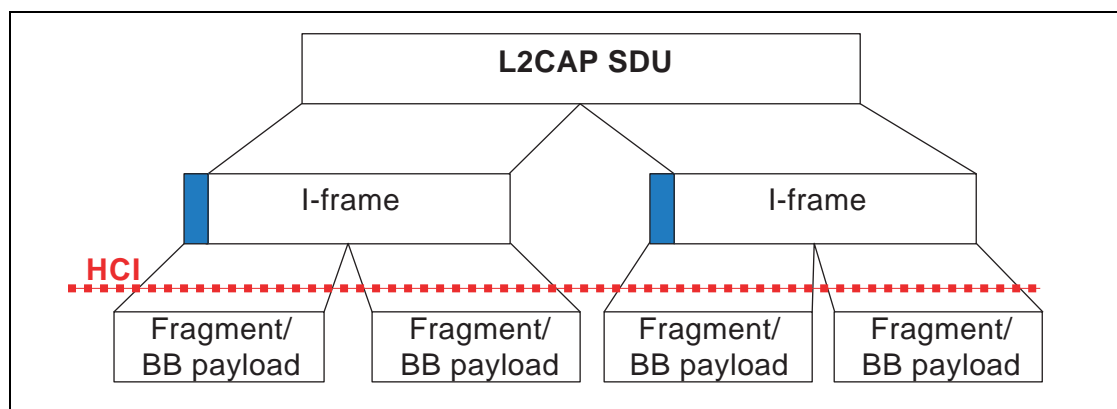 L2CAP SDU
I-frame
I-frame
HCI
Fragment/
BB payload
Fragment/
BB payload
Fragment/
BB payload
Fragment/
BB payload